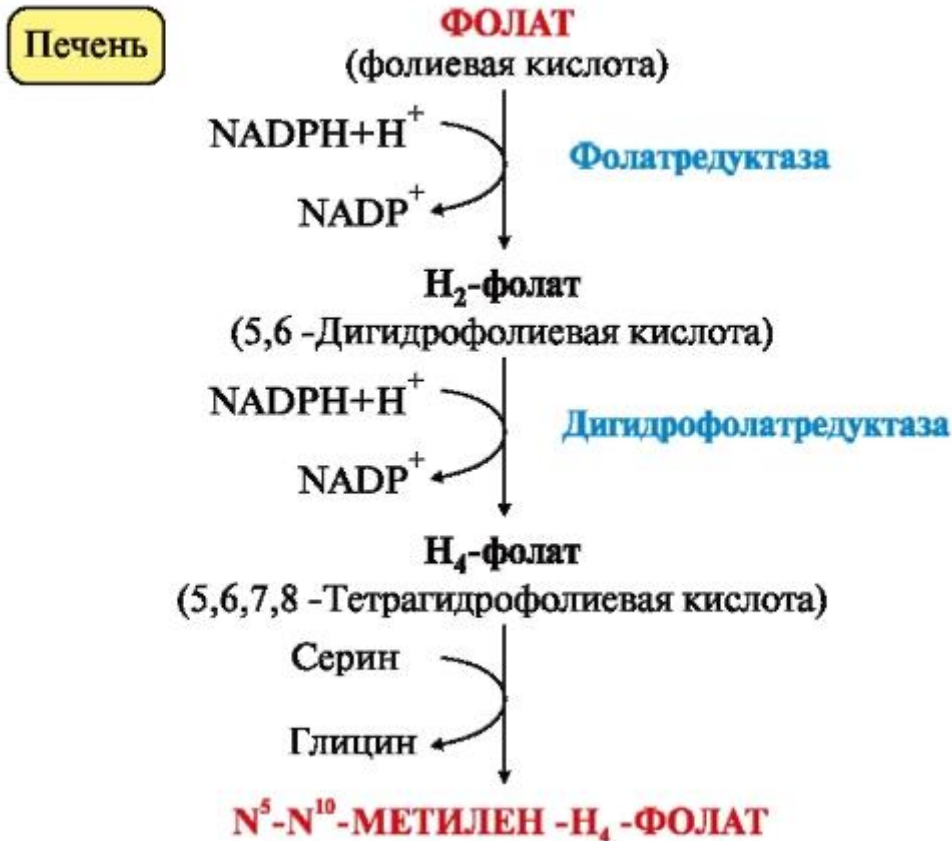 Печень
ФОЛАТ
(фолиевая кислота)
NADPH+H⁺
Фолатредуктаза
NADP⁺
H₂-фолат
(5,6 -Дигидрофолиевая кислота)
NADPH+H⁺
Дигидрофолатредуктаза
NADP⁺
H₄-фолат
(5,6,7,8 -Тетрагидрофолиевая кислота)
Серин
Глицин
N⁵-N¹⁰-МЕТИЛЕН -H₄ -ФОЛАТ